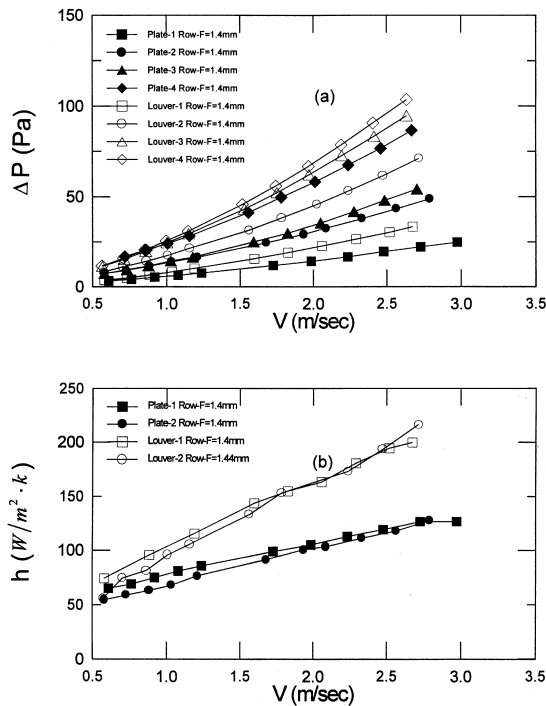 150
100
50
0
Δ P (Pa)
Plate-1 Row-F=1.4mm
Plate-2 Row-F=1.4mm
Plate-3 Row-F=1.4mm
Plate-4 Row-F=1.4mm
Louver-1 Row-F=1.4mm
Louver-2 Row-F=1.4mm
Louver-3 Row-F=1.4mm
Louver-4 Row-F=1.4mm
(a)
0.5 1.0 1.5 2.0 2.5 3.0 3.5
V (m/sec)
250
200
150
100
50
0
h (W/m²·k)
Plate-1 Row-F=1.4mm
Plate-2 Row-F=1.4mm
Louver-1 Row-F=1.4mm
Louver-2 Row-F=1.44mm
(b)
0.5 1.0 1.5 2.0 2.5 3.0 3.5
V (m/sec)